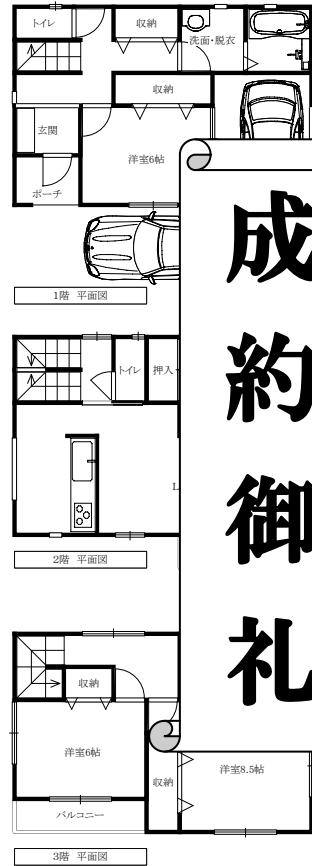 トイレ
収納
洗面・脱衣
収納
玄関
洋室6帖
ポーチ
1階 平面図
成約御礼
トイレ
押入
L
2階 平面図
収納
洋室6帖
収納
洋室8.5帖
バルコニー
3階 平面図